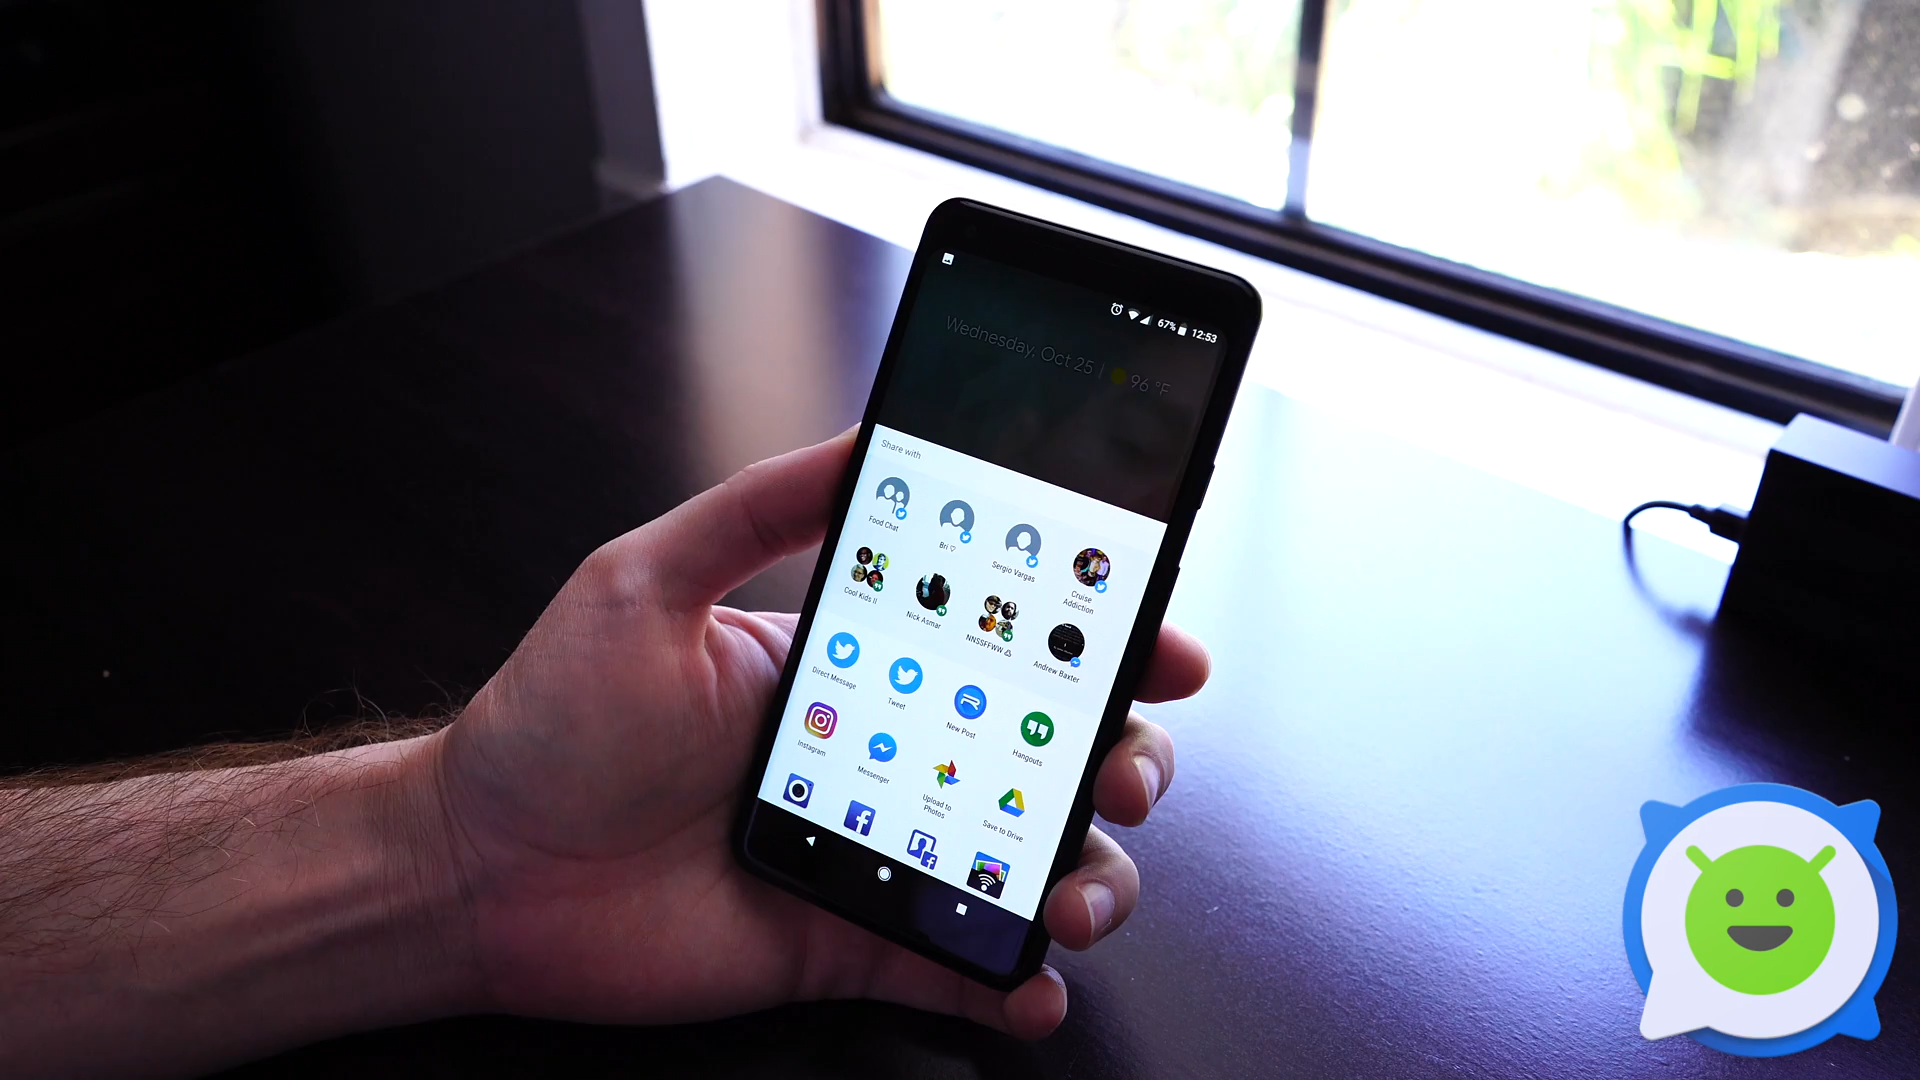 67% 12:53
Wednesday, Oct 25 | 96 °F
Share with
Food Chat
Bri ♡
Sergio Vargas
Cruise
Addiction
Cool Kids II
Nick Asmar
NNSSFFWW
Andrew Baxter
Direct Message
Tweet
New Post
Hangouts
Instagram
Messenger
Upload to
Photos
Save to Drive